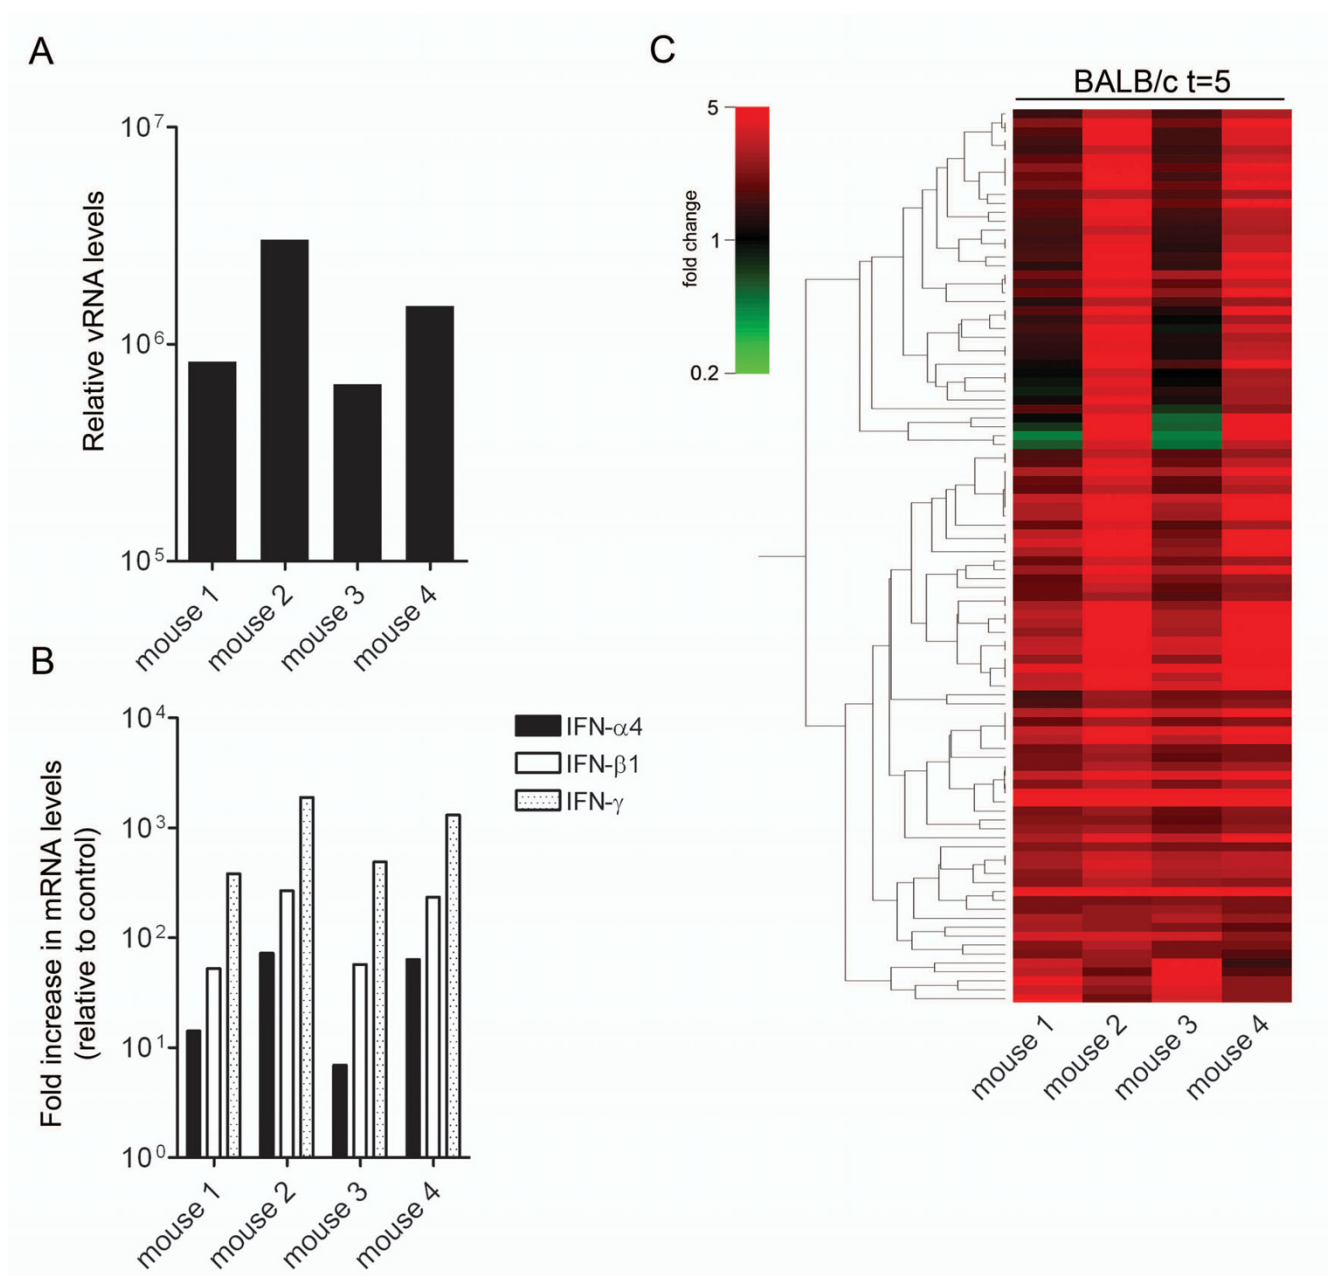 A
10⁷
10⁶
10⁵
Relative vRNA levels
mouse 1
mouse 2
mouse 3
mouse 4
B
10⁴
10³
10²
10¹
10⁰
Fold increase in mRNA levels
(relative to control)
IFN-α4
IFN-β1
IFN-γ
mouse 1
mouse 2
mouse 3
mouse 4
C
BALB/c t=5
5
1
0.2
fold change
mouse 1
mouse 2
mouse 3
mouse 4